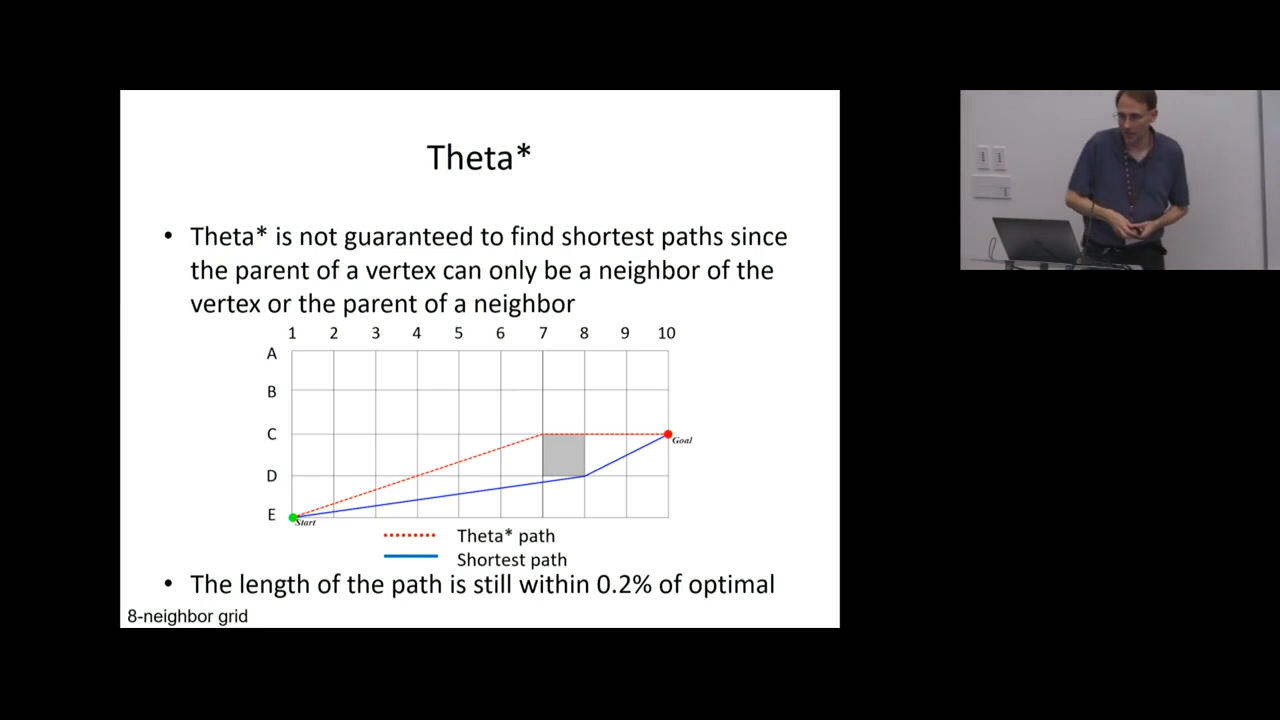 Theta*
• Theta* is not guaranteed to find shortest paths since
the parent of a vertex can only be a neighbor of the
vertex or the parent of a neighbor
1 2 3 4 5 6 7 8 9 10
A
B
C
Goal
D
E
Start
Theta* path
Shortest path
• The length of the path is still within 0.2% of optimal
8-neighbor grid